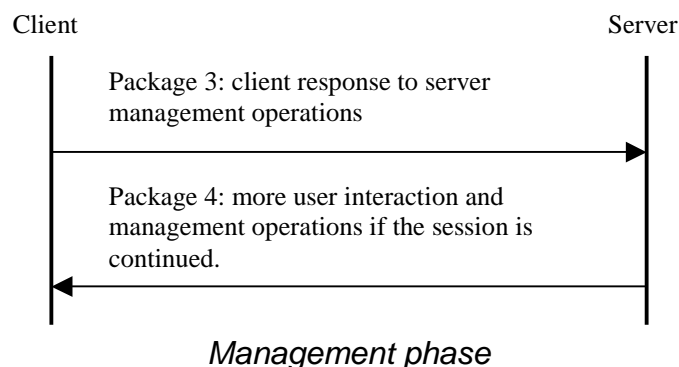 Client Server
Package 3: client response to server
management operations
Package 4: more user interaction and
management operations if the session is
continued.
Management phase